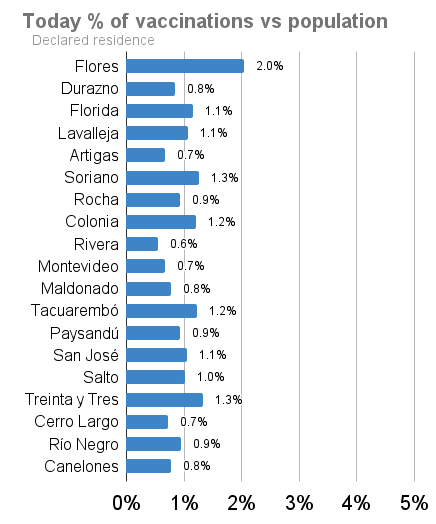 Today % of vaccinations vs population
Declared residence
Flores 2.0%
Durazno 0.8%
Florida 1.1%
Lavalleja 1.1%
Artigas 0.7%
Soriano 1.3%
Rocha 0.9%
Colonia 1.2%
Rivera 0.6%
Montevideo 0.7%
Maldonado 0.8%
Tacuarembó 1.2%
Paysandú 0.9%
San José 1.1%
Salto 1.0%
Treinta y Tres 1.3%
Cerro Largo 0.7%
Río Negro 0.9%
Canelones 0.8%
0% 1% 2% 3% 4% 5%